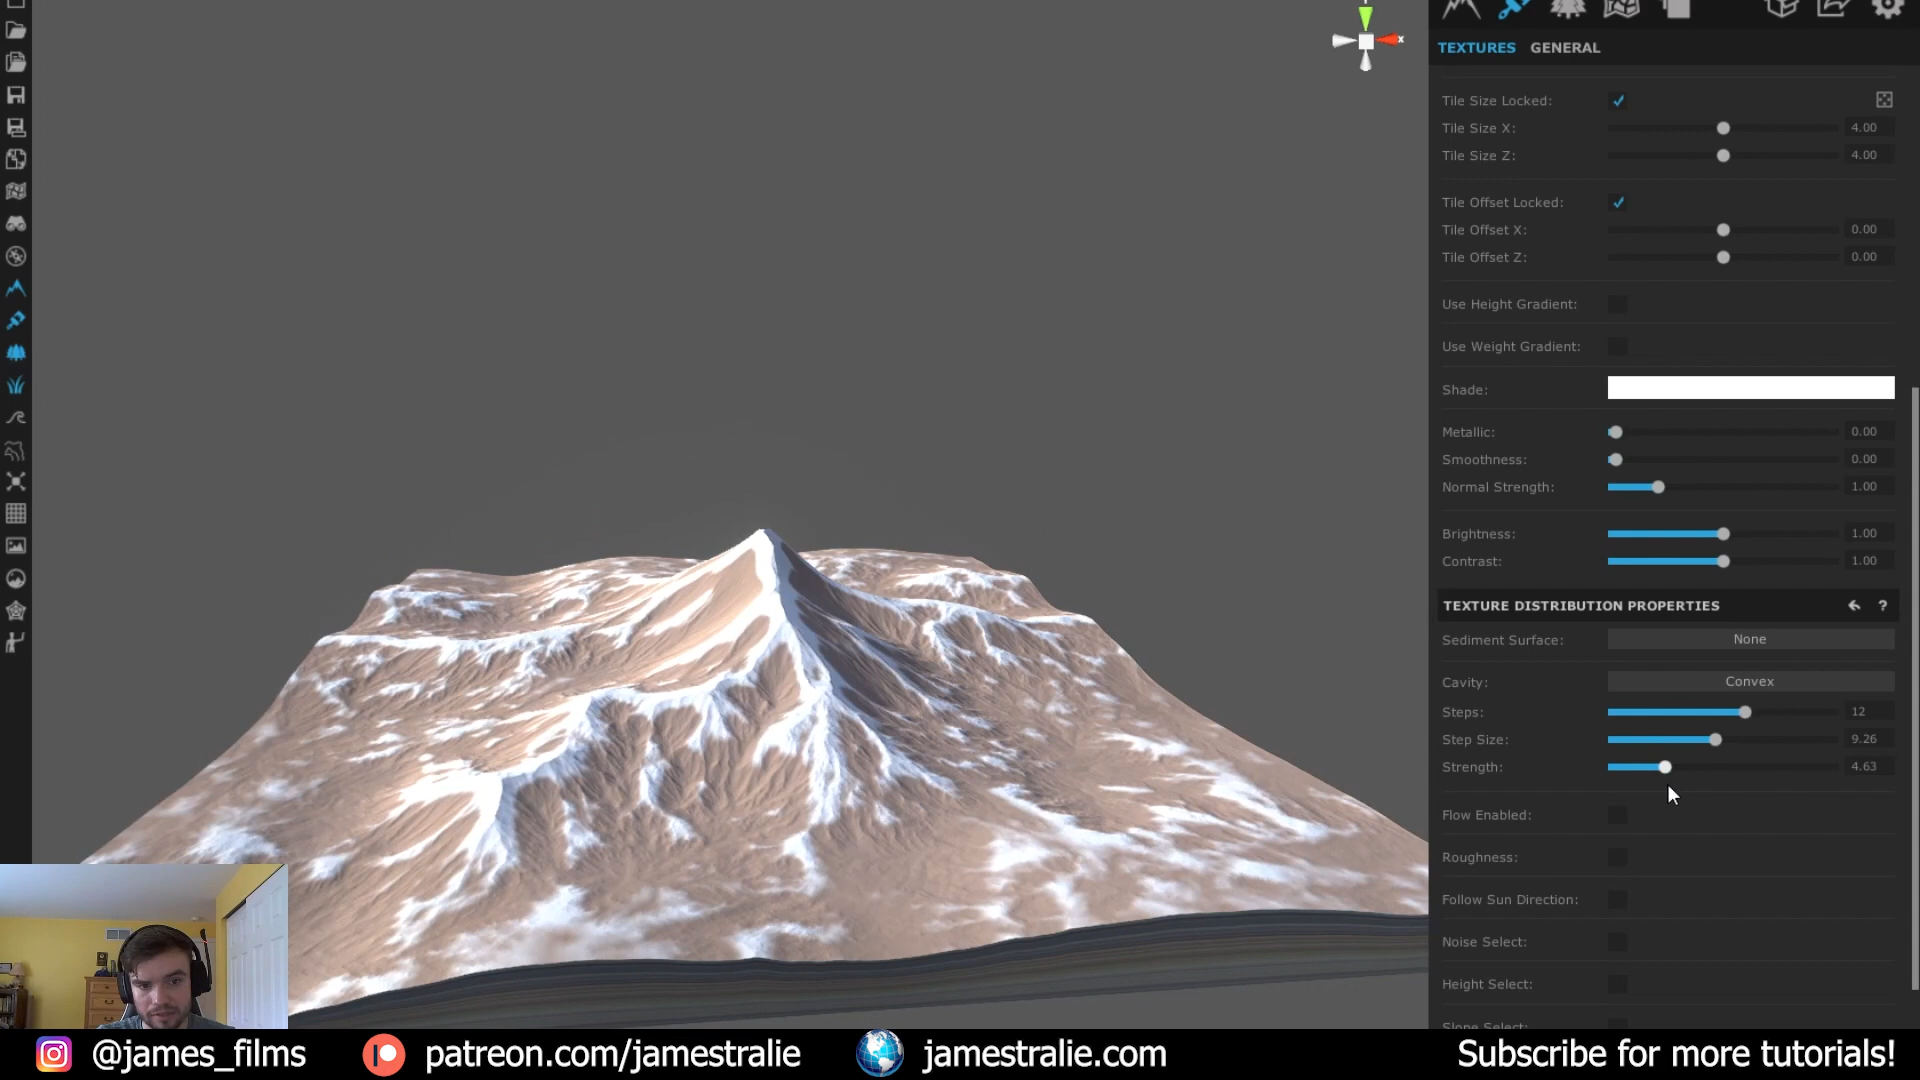 x
TEXTURES GENERAL
Tile Size Locked:
Tile Size X: 4.00
Tile Size Z: 4.00
Tile Offset Locked:
Tile Offset X: 0.00
Tile Offset Z: 0.00
Use Height Gradient:
Use Weight Gradient:
Shade:
Metallic: 0.00
Smoothness: 0.00
Normal Strength: 1.00
Brightness: 1.00
Contrast: 1.00
TEXTURE DISTRIBUTION PROPERTIES ?
Sediment Surface: None
Cavity: Convex
Steps: 12
Step Size: 9.26
Strength: 4.63
Flow Enabled:
Roughness:
Follow Sun Direction:
Noise Select:
Height Select:
Slope Select:
@james_films patreon.com/jamestralie jamestralie.com Subscribe for more tutorials!